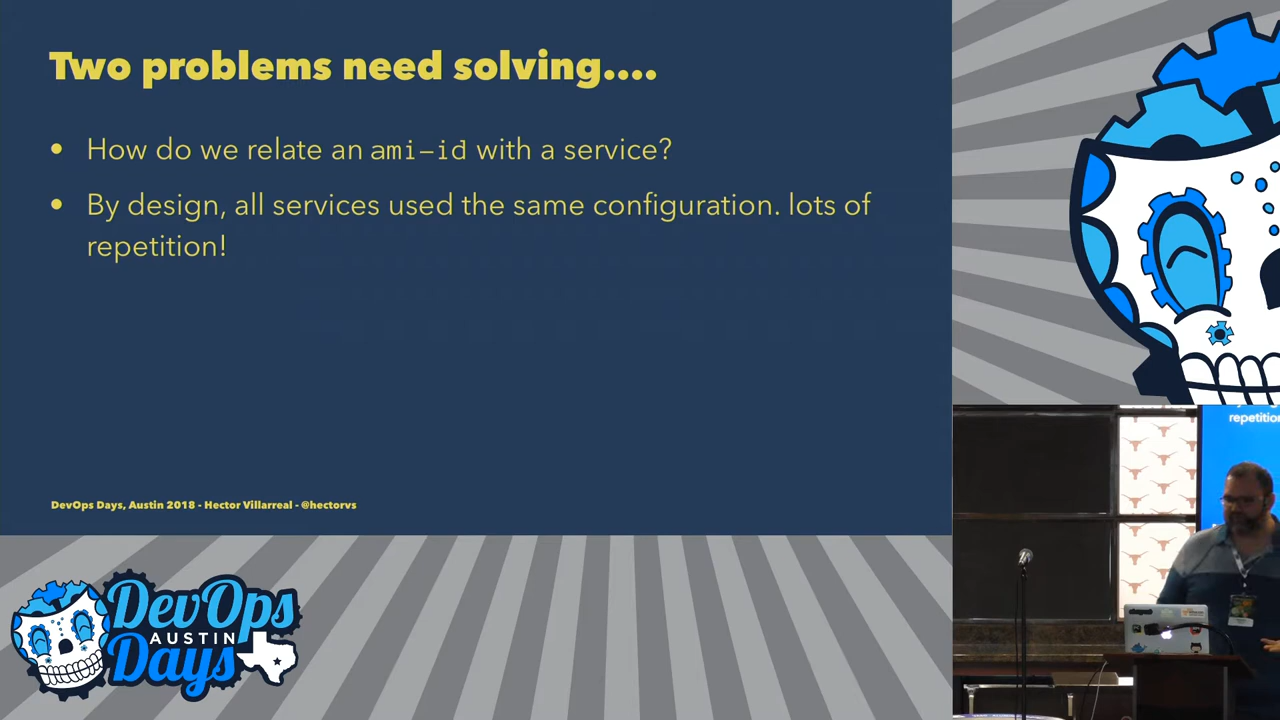 Two problems need solving....
• How do we relate an ami-id with a service?
• By design, all services used the same configuration. lots of
repetition!
DevOps Days, Austin 2018 - Hector Villarreal - @hectorvs
DevOps
AUSTIN
Days
repetition